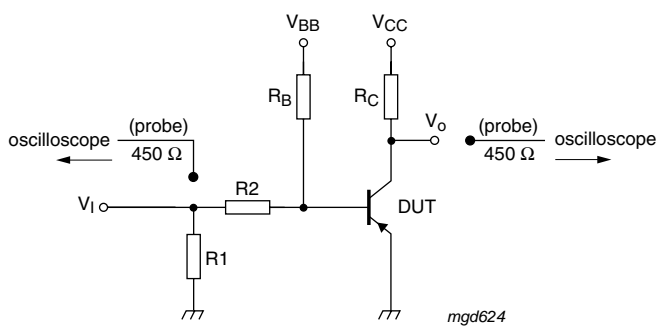 V_BB V_CC
R_B R_C
V_o
(probe) (probe)
oscilloscope oscilloscope
450 Ω 450 Ω
R2
V_I DUT
R1
mgd624